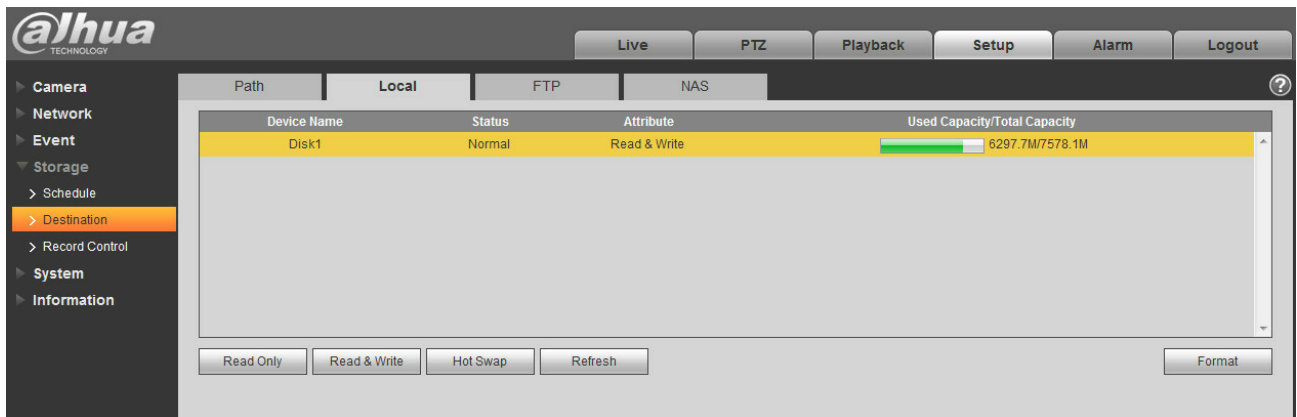 alhua
TECHNOLOGY
Live PTZ Playback Setup Alarm Logout
Camera
Network
Event
Storage
Schedule
Destination
Record Control
System
Information
Path Local FTP NAS ?
Device Name Status Attribute Used Capacity/Total Capacity
Disk1 Normal Read & Write 6297.7M/7578.1M
Read Only Read & Write Hot Swap Refresh Format